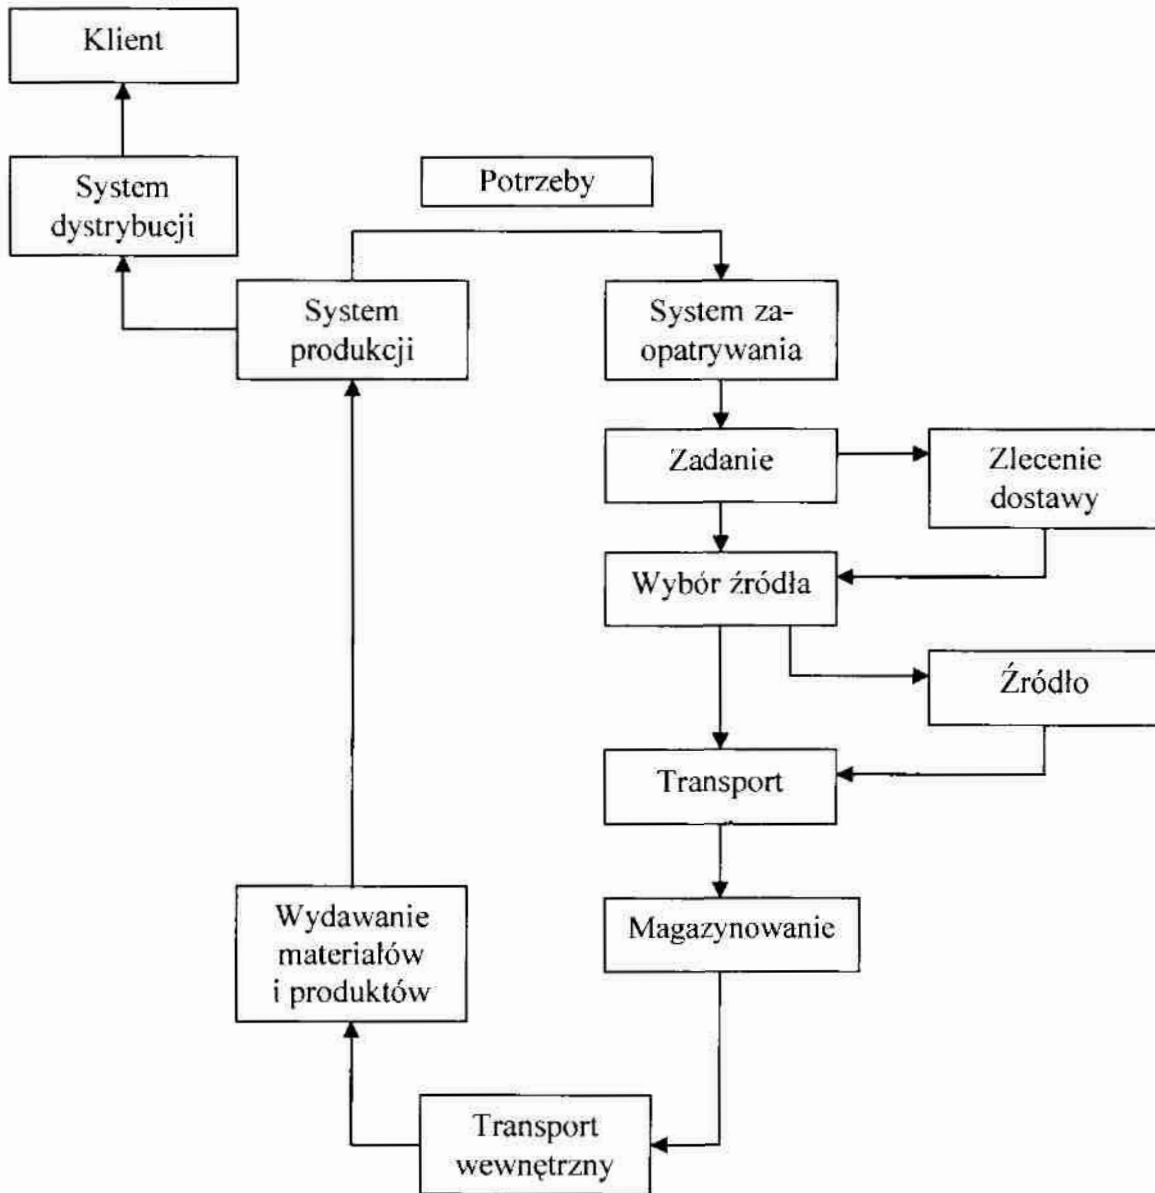 Klient
System
dystrybucji
Potrzeby
System
produkcji
System za-
opatrywania
Zadanie
Zlecenie
dostawy
Wybór źródła
Źródło
Transport
Wydawanie
materiałów
i produktów
Magazynowanie
Transport
wewnętrzny